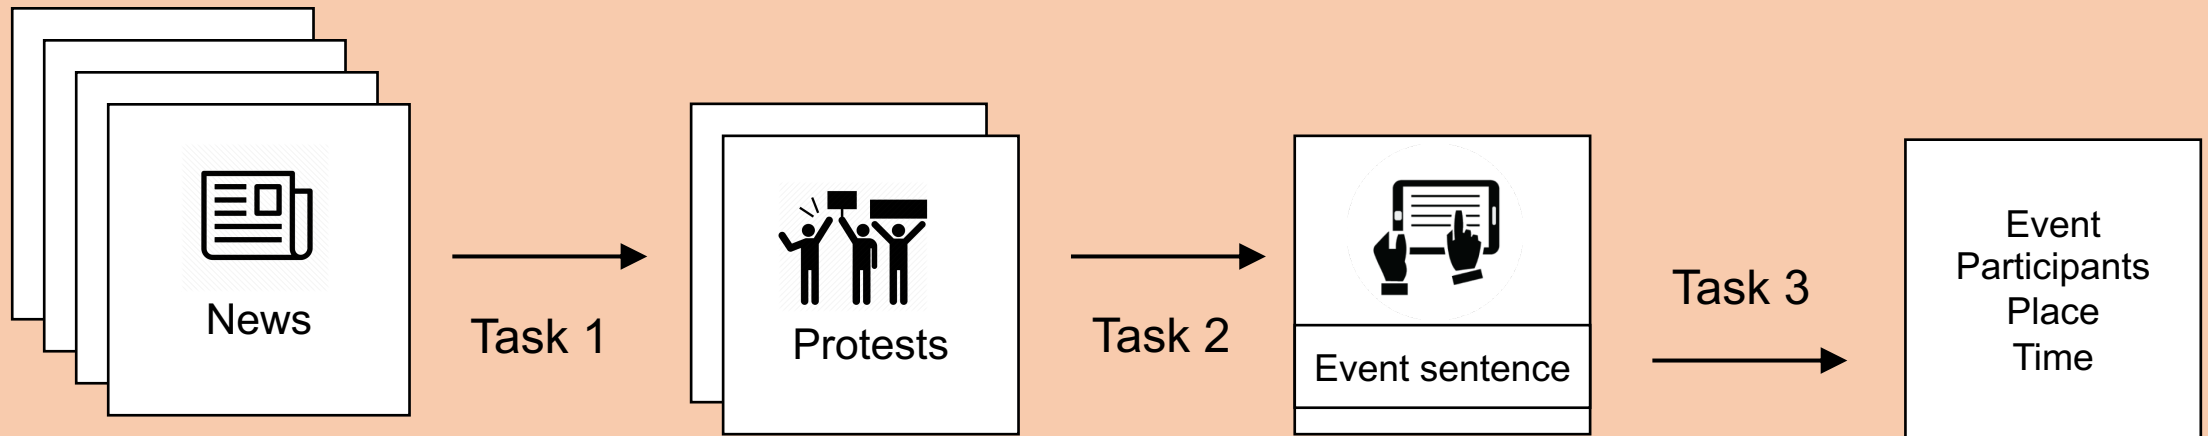 News
Task 1
Protests
Task 2
Event sentence
Task 3
Event
Participants
Place
Time